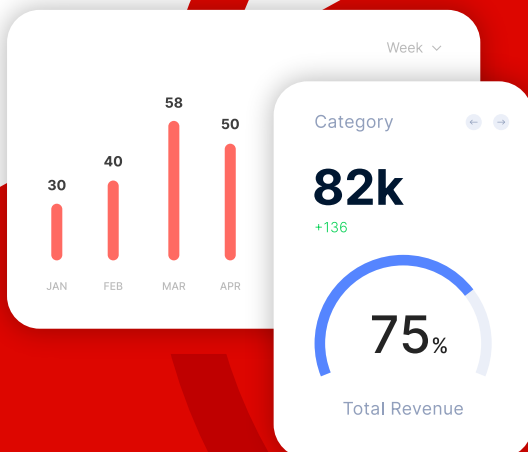 Week
58
50
40
30
JAN
FEB
MAR
APR
Category
82k
+136
75%
Total Revenue